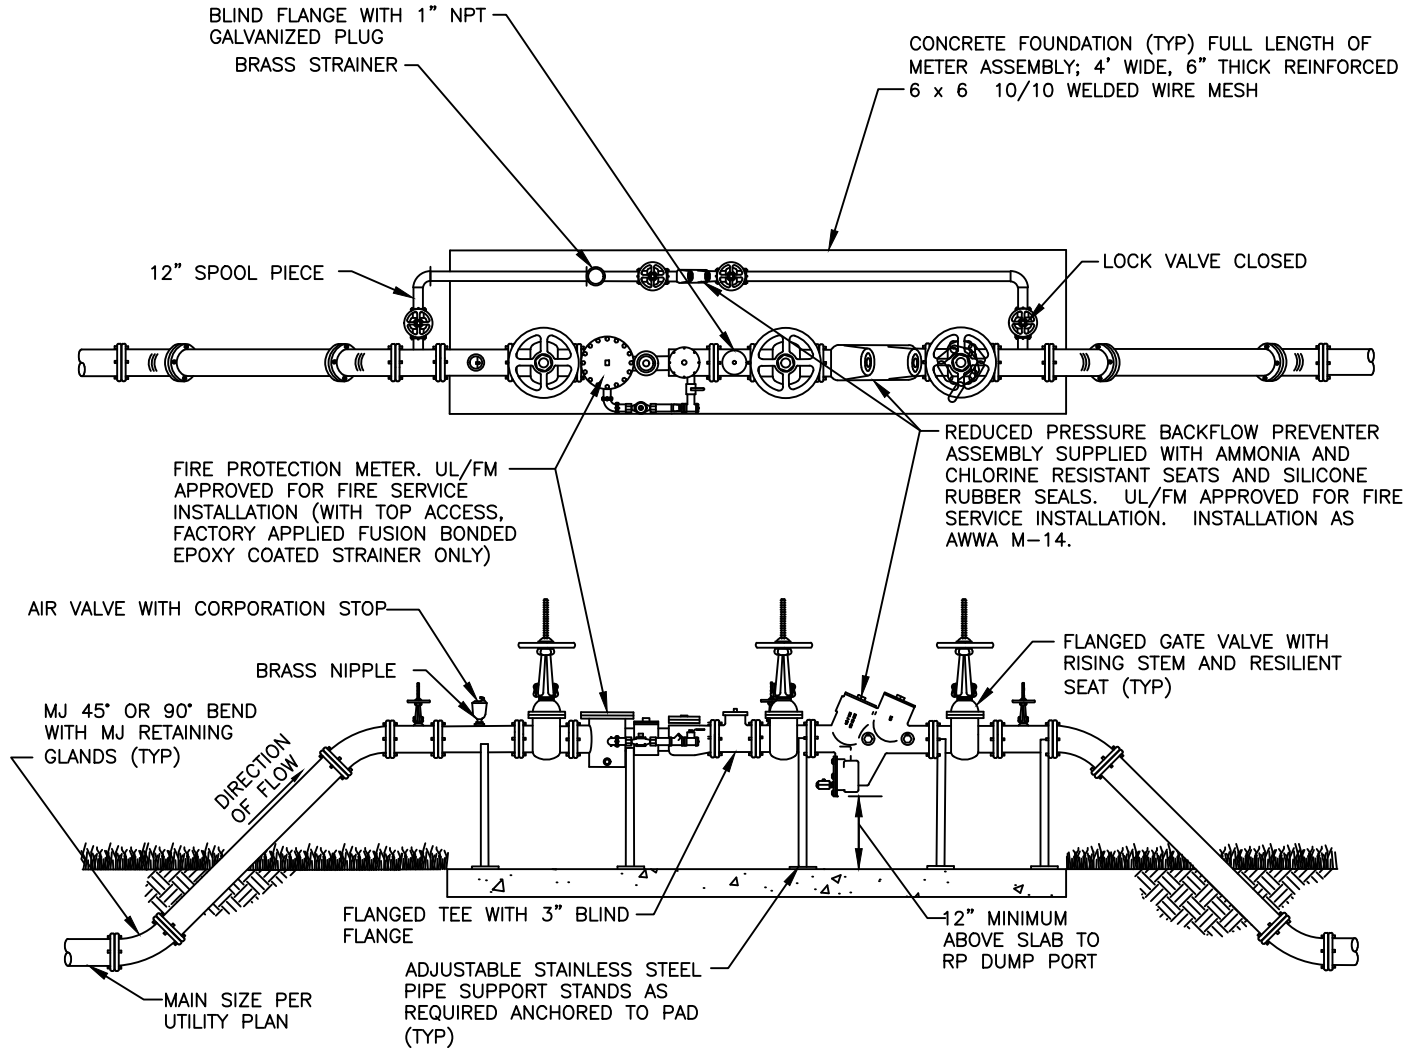 BLIND FLANGE WITH 1" NPT
GALVANIZED PLUG
BRASS STRAINER
CONCRETE FOUNDATION (TYP) FULL LENGTH OF
METER ASSEMBLY; 4' WIDE, 6" THICK REINFORCED
6 x 6 10/10 WELDED WIRE MESH
12" SPOOL PIECE
LOCK VALVE CLOSED
FIRE PROTECTION METER. UL/FM
APPROVED FOR FIRE SERVICE
INSTALLATION (WITH TOP ACCESS,
FACTORY APPLIED FUSION BONDED
EPOXY COATED STRAINER ONLY)
REDUCED PRESSURE BACKFLOW PREVENTER
ASSEMBLY SUPPLIED WITH AMMONIA AND
CHLORINE RESISTANT SEATS AND SILICONE
RUBBER SEALS. UL/FM APPROVED FOR FIRE
SERVICE INSTALLATION. INSTALLATION AS
AWWA M-14.
AIR VALVE WITH CORPORATION STOP
BRASS NIPPLE
FLANGED GATE VALVE WITH
RISING STEM AND RESILIENT
SEAT (TYP)
MJ 45° OR 90° BEND
WITH MJ RETAINING
GLANDS (TYP)
DIRECTION
OF FLOW
FLANGED TEE WITH 3" BLIND
FLANGE
12" MINIMUM
ABOVE SLAB TO
RP DUMP PORT
ADJUSTABLE STAINLESS STEEL
PIPE SUPPORT STANDS AS
REQUIRED ANCHORED TO PAD
(TYP)
MAIN SIZE PER
UTILITY PLAN